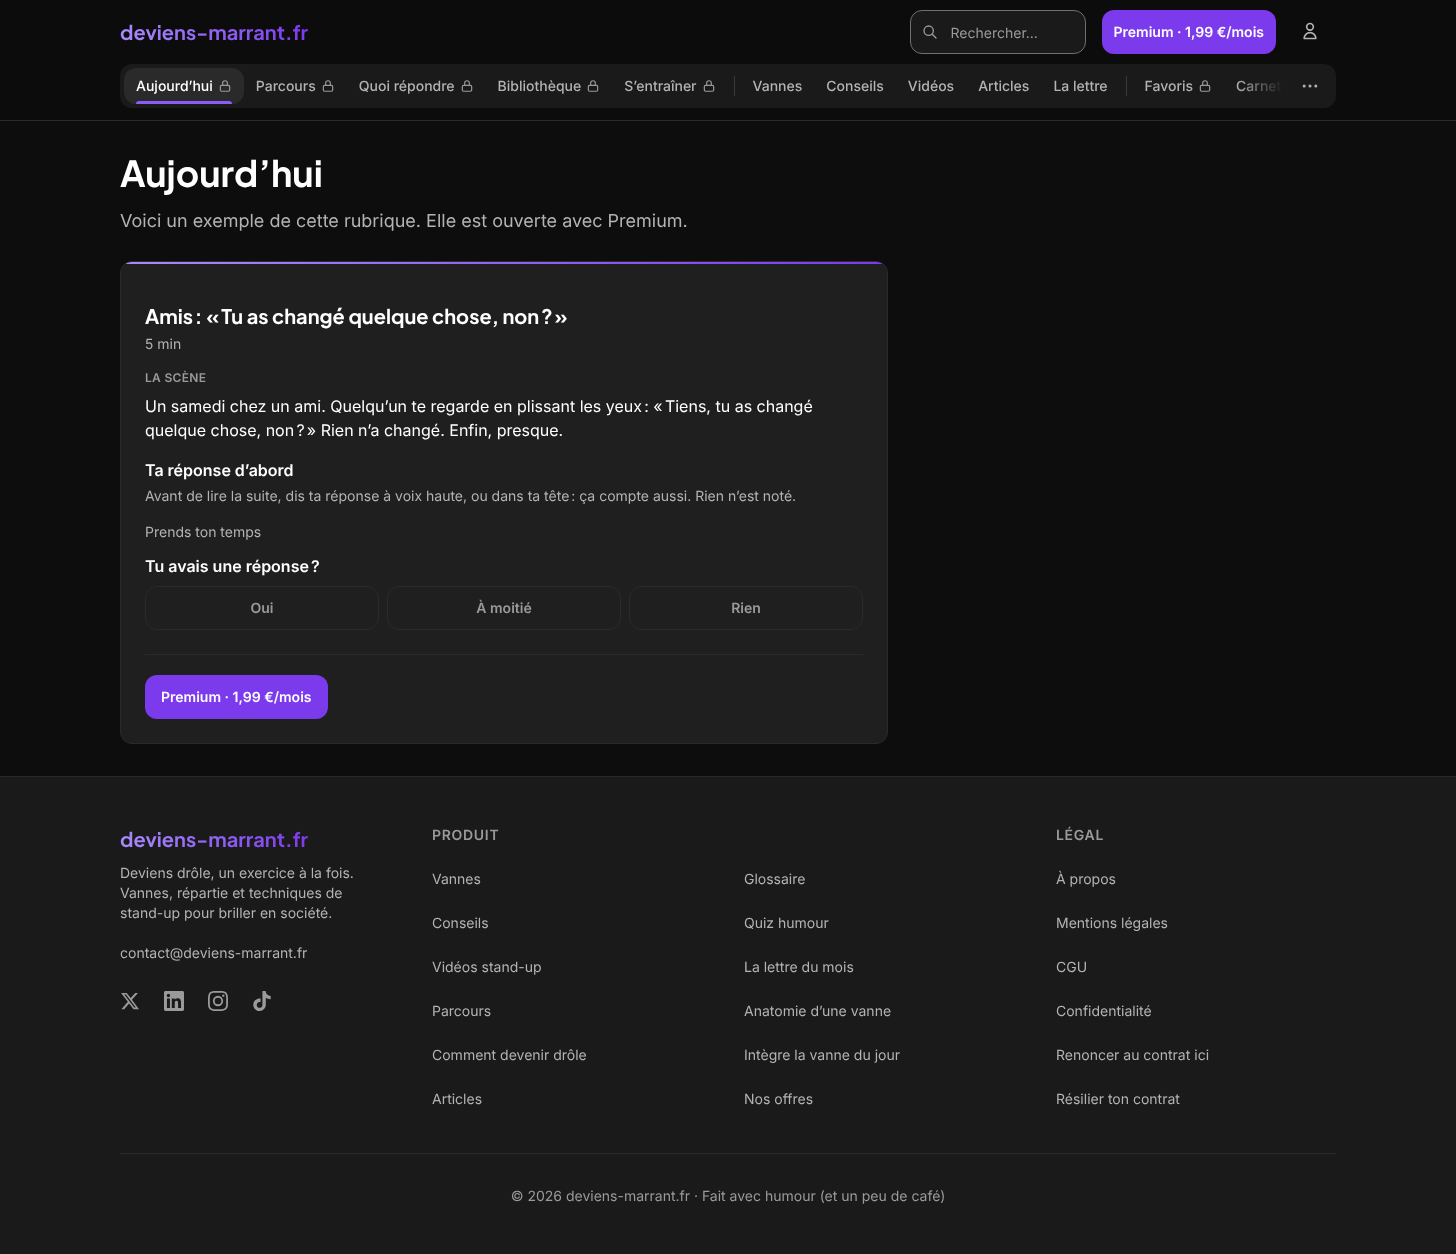 deviens-marrant.fr
Rechercher...
Premium · 1,99 €/mois
Aujourd’hui
Parcours
Quoi répondre
Bibliothèque
S’entraîner
Vannes
Conseils
Vidéos
Articles
La lettre
Favoris
Carnet
Aujourd’hui
Voici un exemple de cette rubrique. Elle est ouverte avec Premium.
Amis : « Tu as changé quelque chose, non ? »
5 min
LA SCÈNE
Un samedi chez un ami. Quelqu’un te regarde en plissant les yeux : « Tiens, tu as changé
quelque chose, non ? » Rien n’a changé. Enfin, presque.
Ta réponse d’abord
Avant de lire la suite, dis ta réponse à voix haute, ou dans ta tête : ça compte aussi. Rien n’est noté.
Prends ton temps
Tu avais une réponse ?
Oui
À moitié
Rien
Premium · 1,99 €/mois
deviens-marrant.fr
Deviens drôle, un exercice à la fois.
Vannes, répartie et techniques de
stand-up pour briller en société.
contact@deviens-marrant.fr
PRODUIT
Vannes
Conseils
Vidéos stand-up
Parcours
Comment devenir drôle
Articles
Glossaire
Quiz humour
La lettre du mois
Anatomie d’une vanne
Intègre la vanne du jour
Nos offres
LÉGAL
À propos
Mentions légales
CGU
Confidentialité
Renoncer au contrat ici
Résilier ton contrat
© 2026 deviens-marrant.fr · Fait avec humour (et un peu de café)